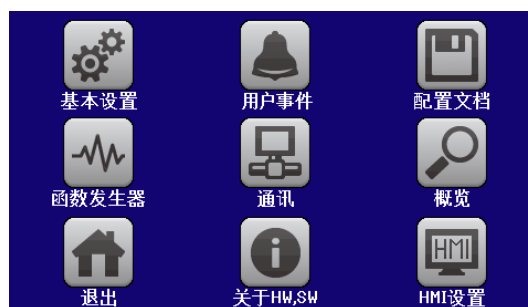 基本设置
用户事件
配置文档
函数发生器
通讯
概览
HMI
退出
关于HW,SW
HMI设置